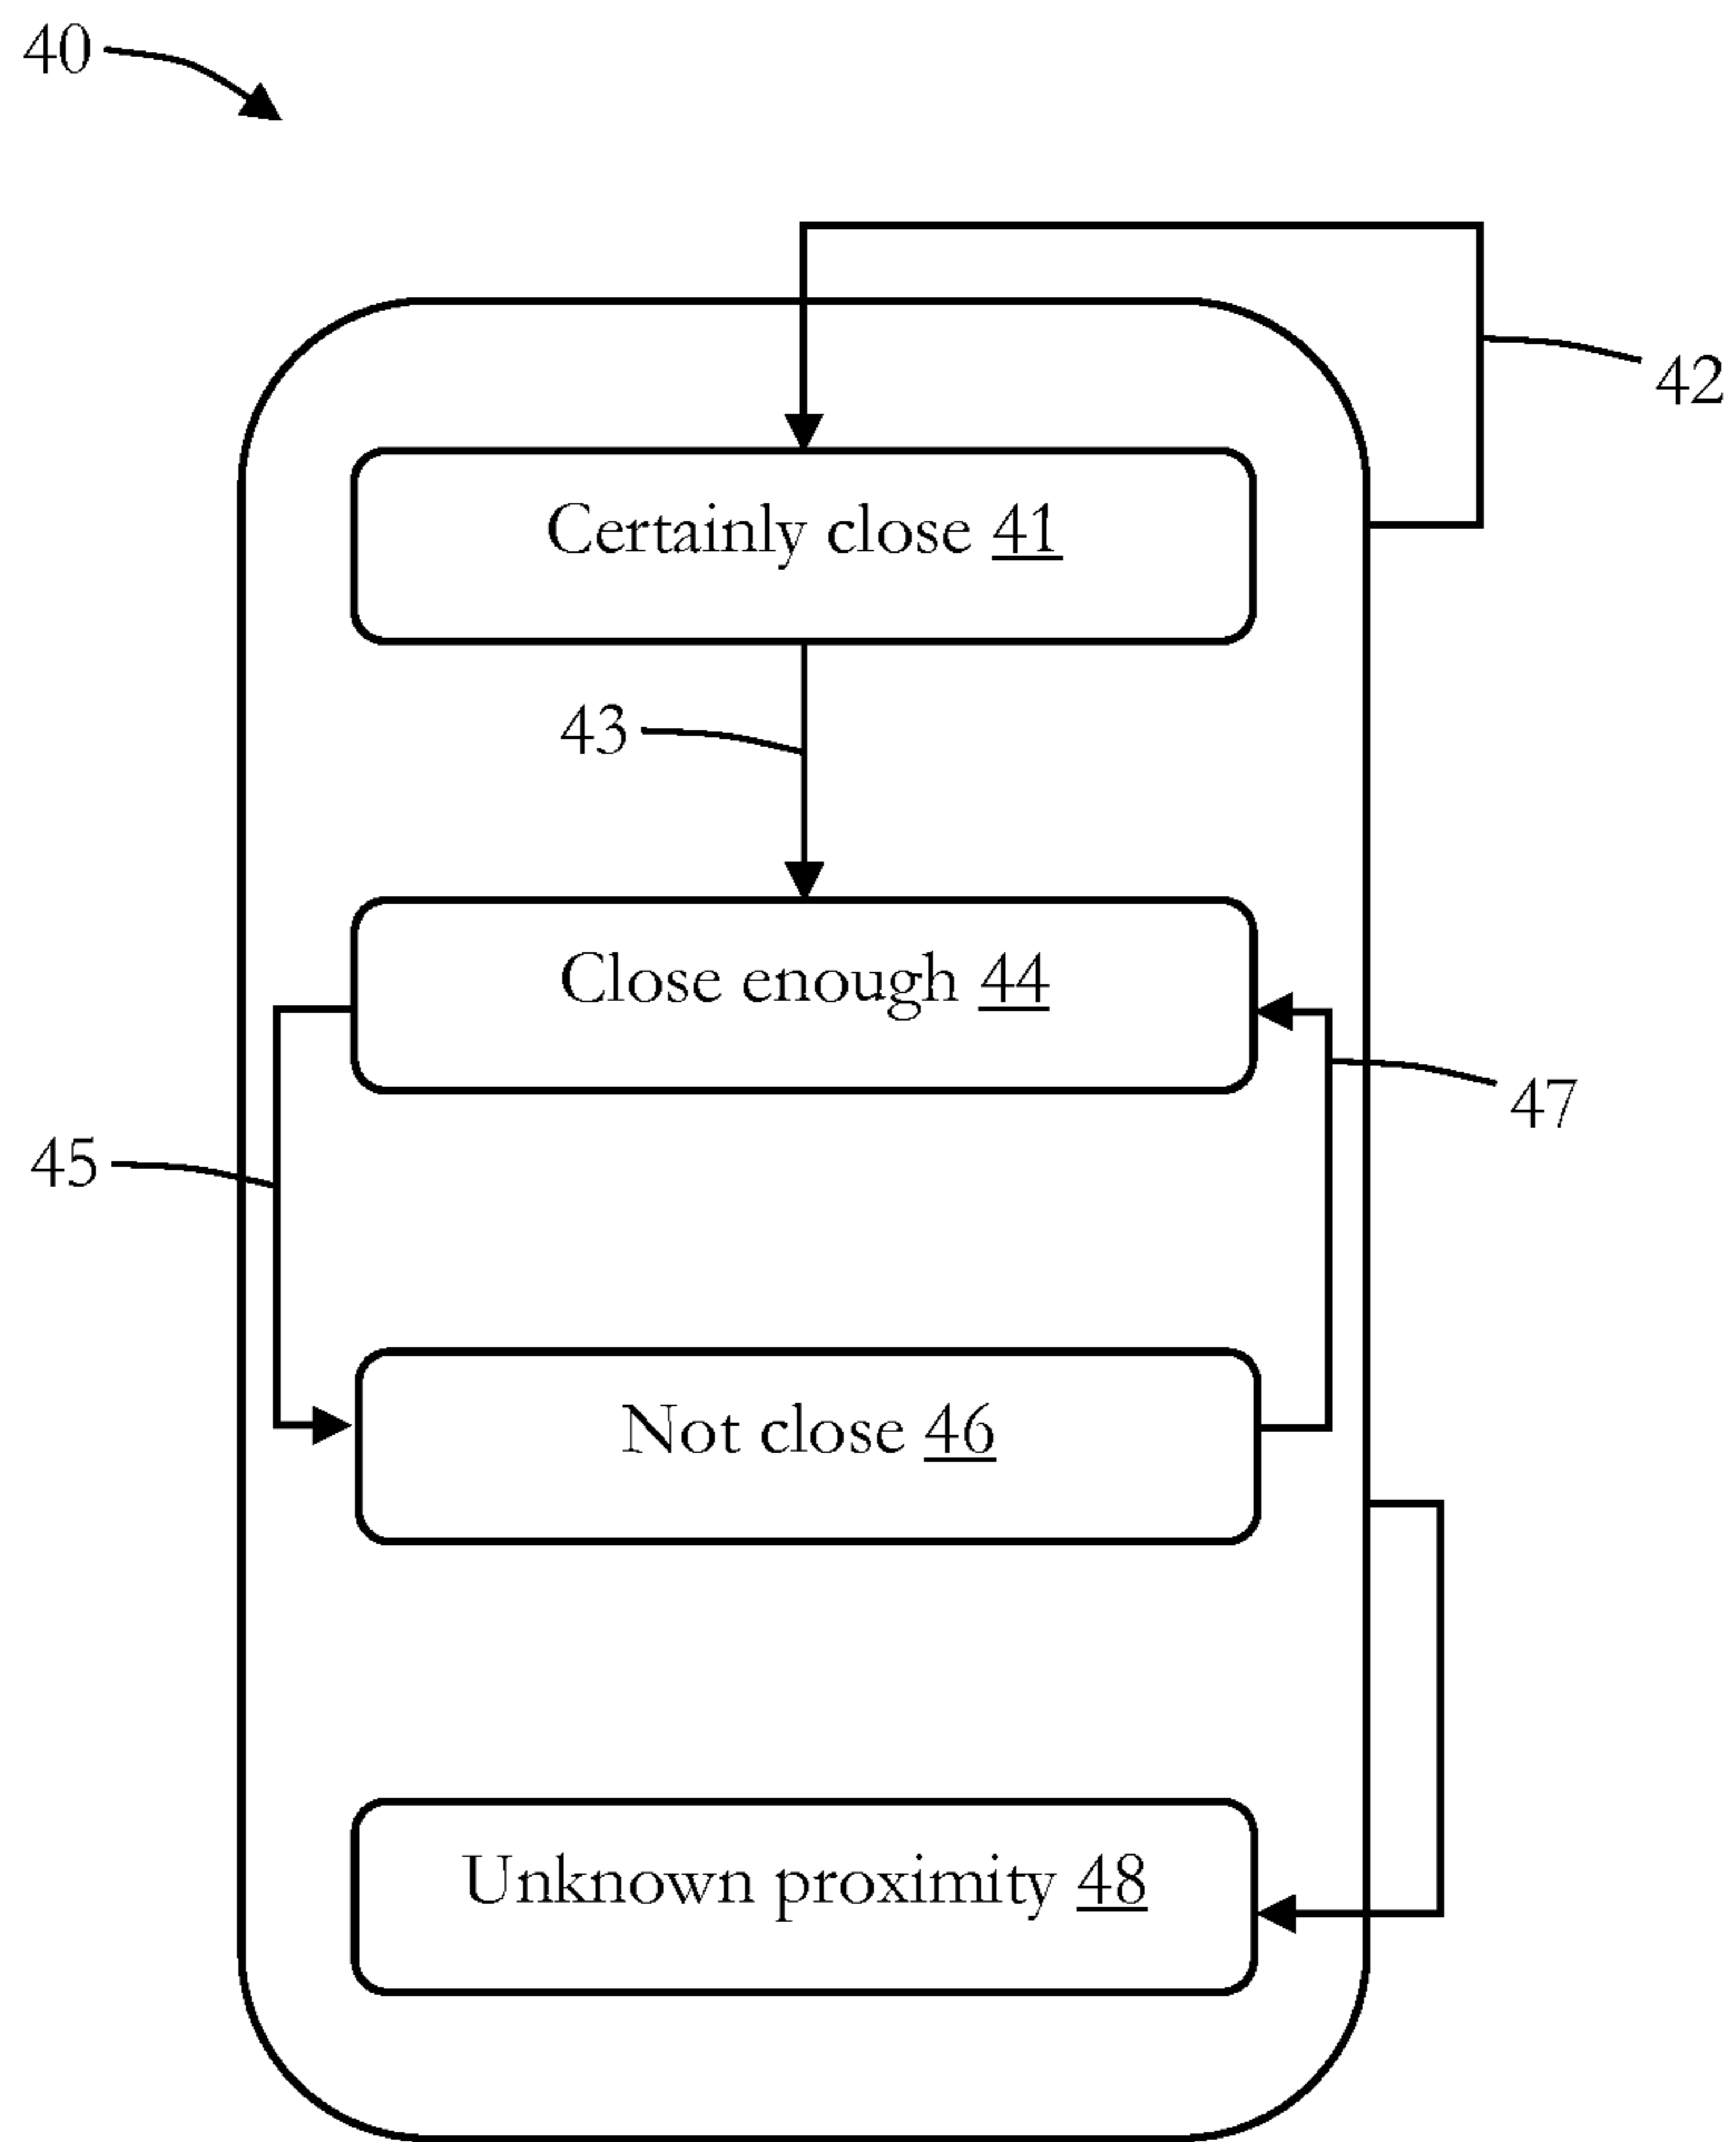 40
42
Certainly close 41
43
Close enough 44
47
45
Not close 46
Unknown proximity 48